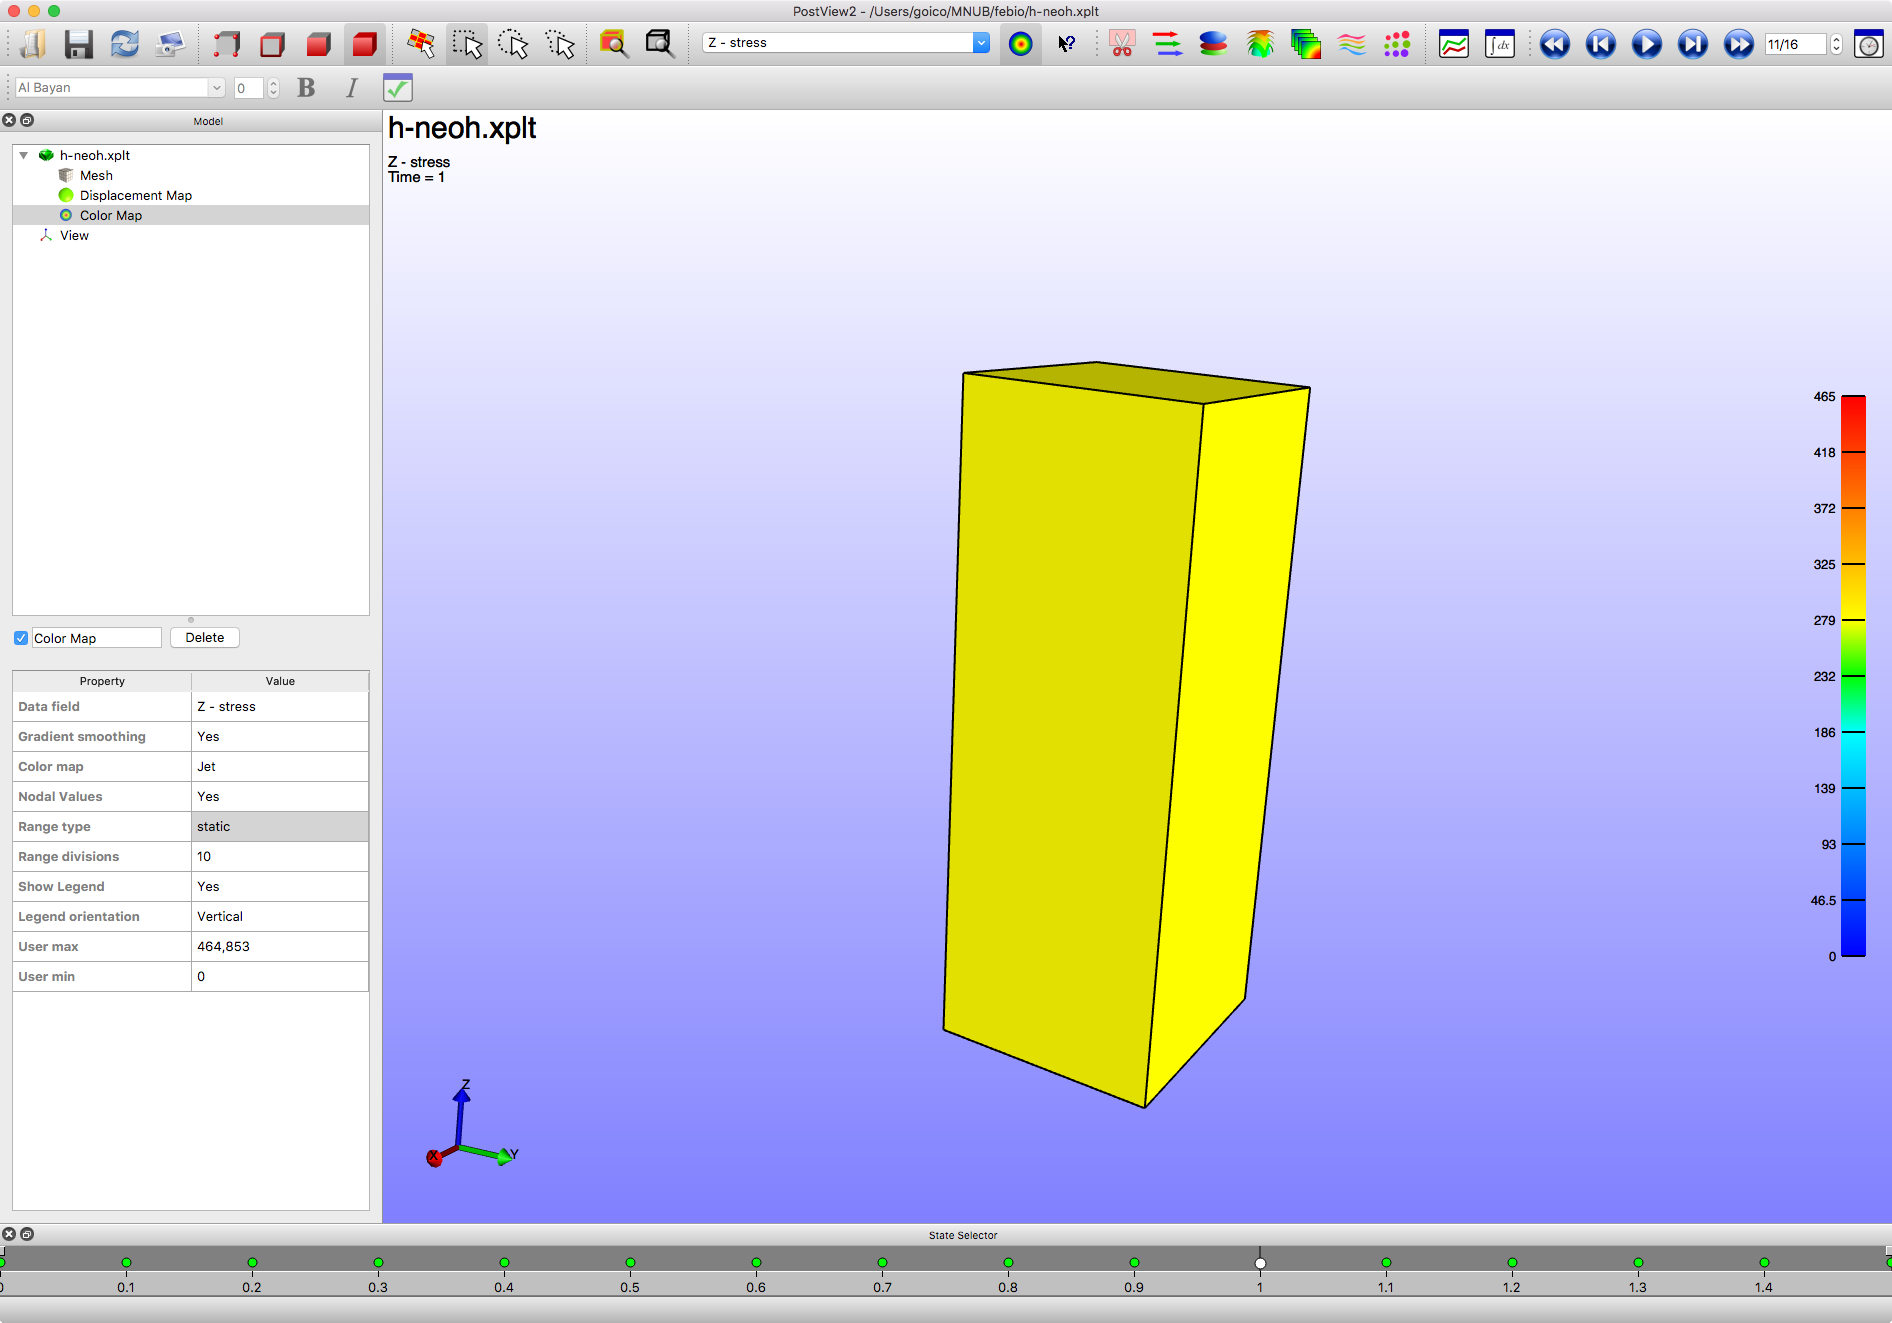 PostView2 - /Users/goico/MNUB/febio/h-neoh.xplt
Z - stress
11/16
Al Bayan
0
B
I
Model
h-neoh.xplt
Mesh
Displacement Map
Color Map
View
Color Map
Delete
Property Value
Data field Z - stress
Gradient smoothing Yes
Color map Jet
Nodal Values Yes
Range type static
Range divisions 10
Show Legend Yes
Legend orientation Vertical
User max 464,853
User min 0
h-neoh.xplt
Z - stress
Time = 1
465
418
372
325
279
232
186
139
93
46.5
0
Z
X
Y
State Selector
0 0.1 0.2 0.3 0.4 0.5 0.6 0.7 0.8 0.9 1 1.1 1.2 1.3 1.4